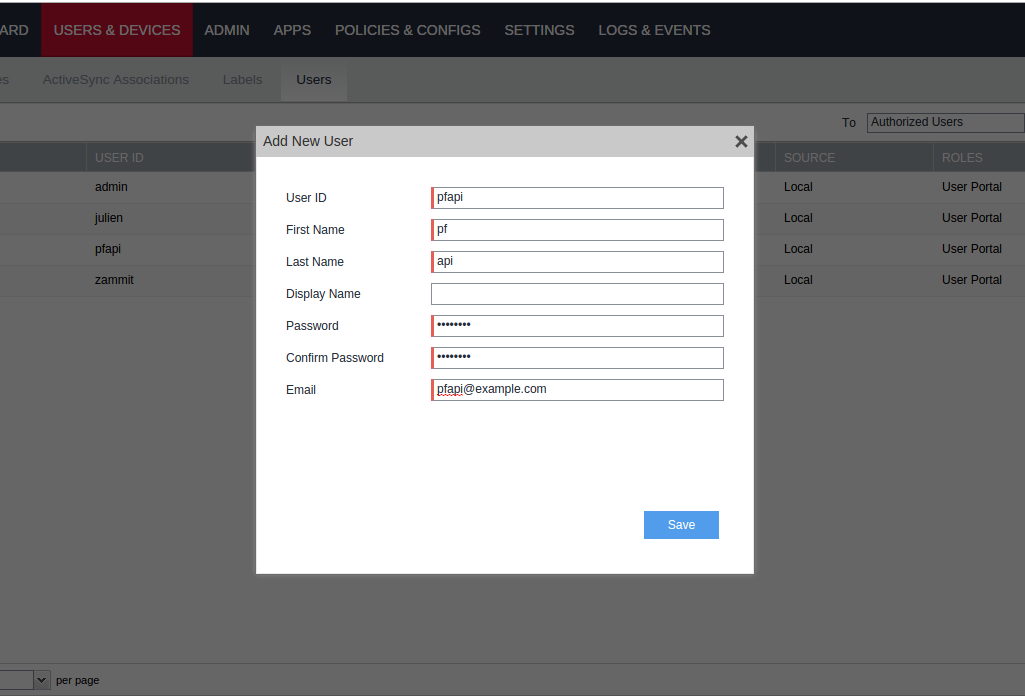 ARD USERS & DEVICES ADMIN APPS POLICIES & CONFIGS SETTINGS LOGS & EVENTS
es ActiveSync Associations Labels Users
To Authorized Users
USER ID SOURCE ROLES
admin Local User Portal
julien Local User Portal
pfapi Local User Portal
zammit Local User Portal
Add New User
User ID pfapi
First Name pf
Last Name api
Display Name
Password ••••••••
Confirm Password ••••••••
Email pfapi@example.com
Save
per page